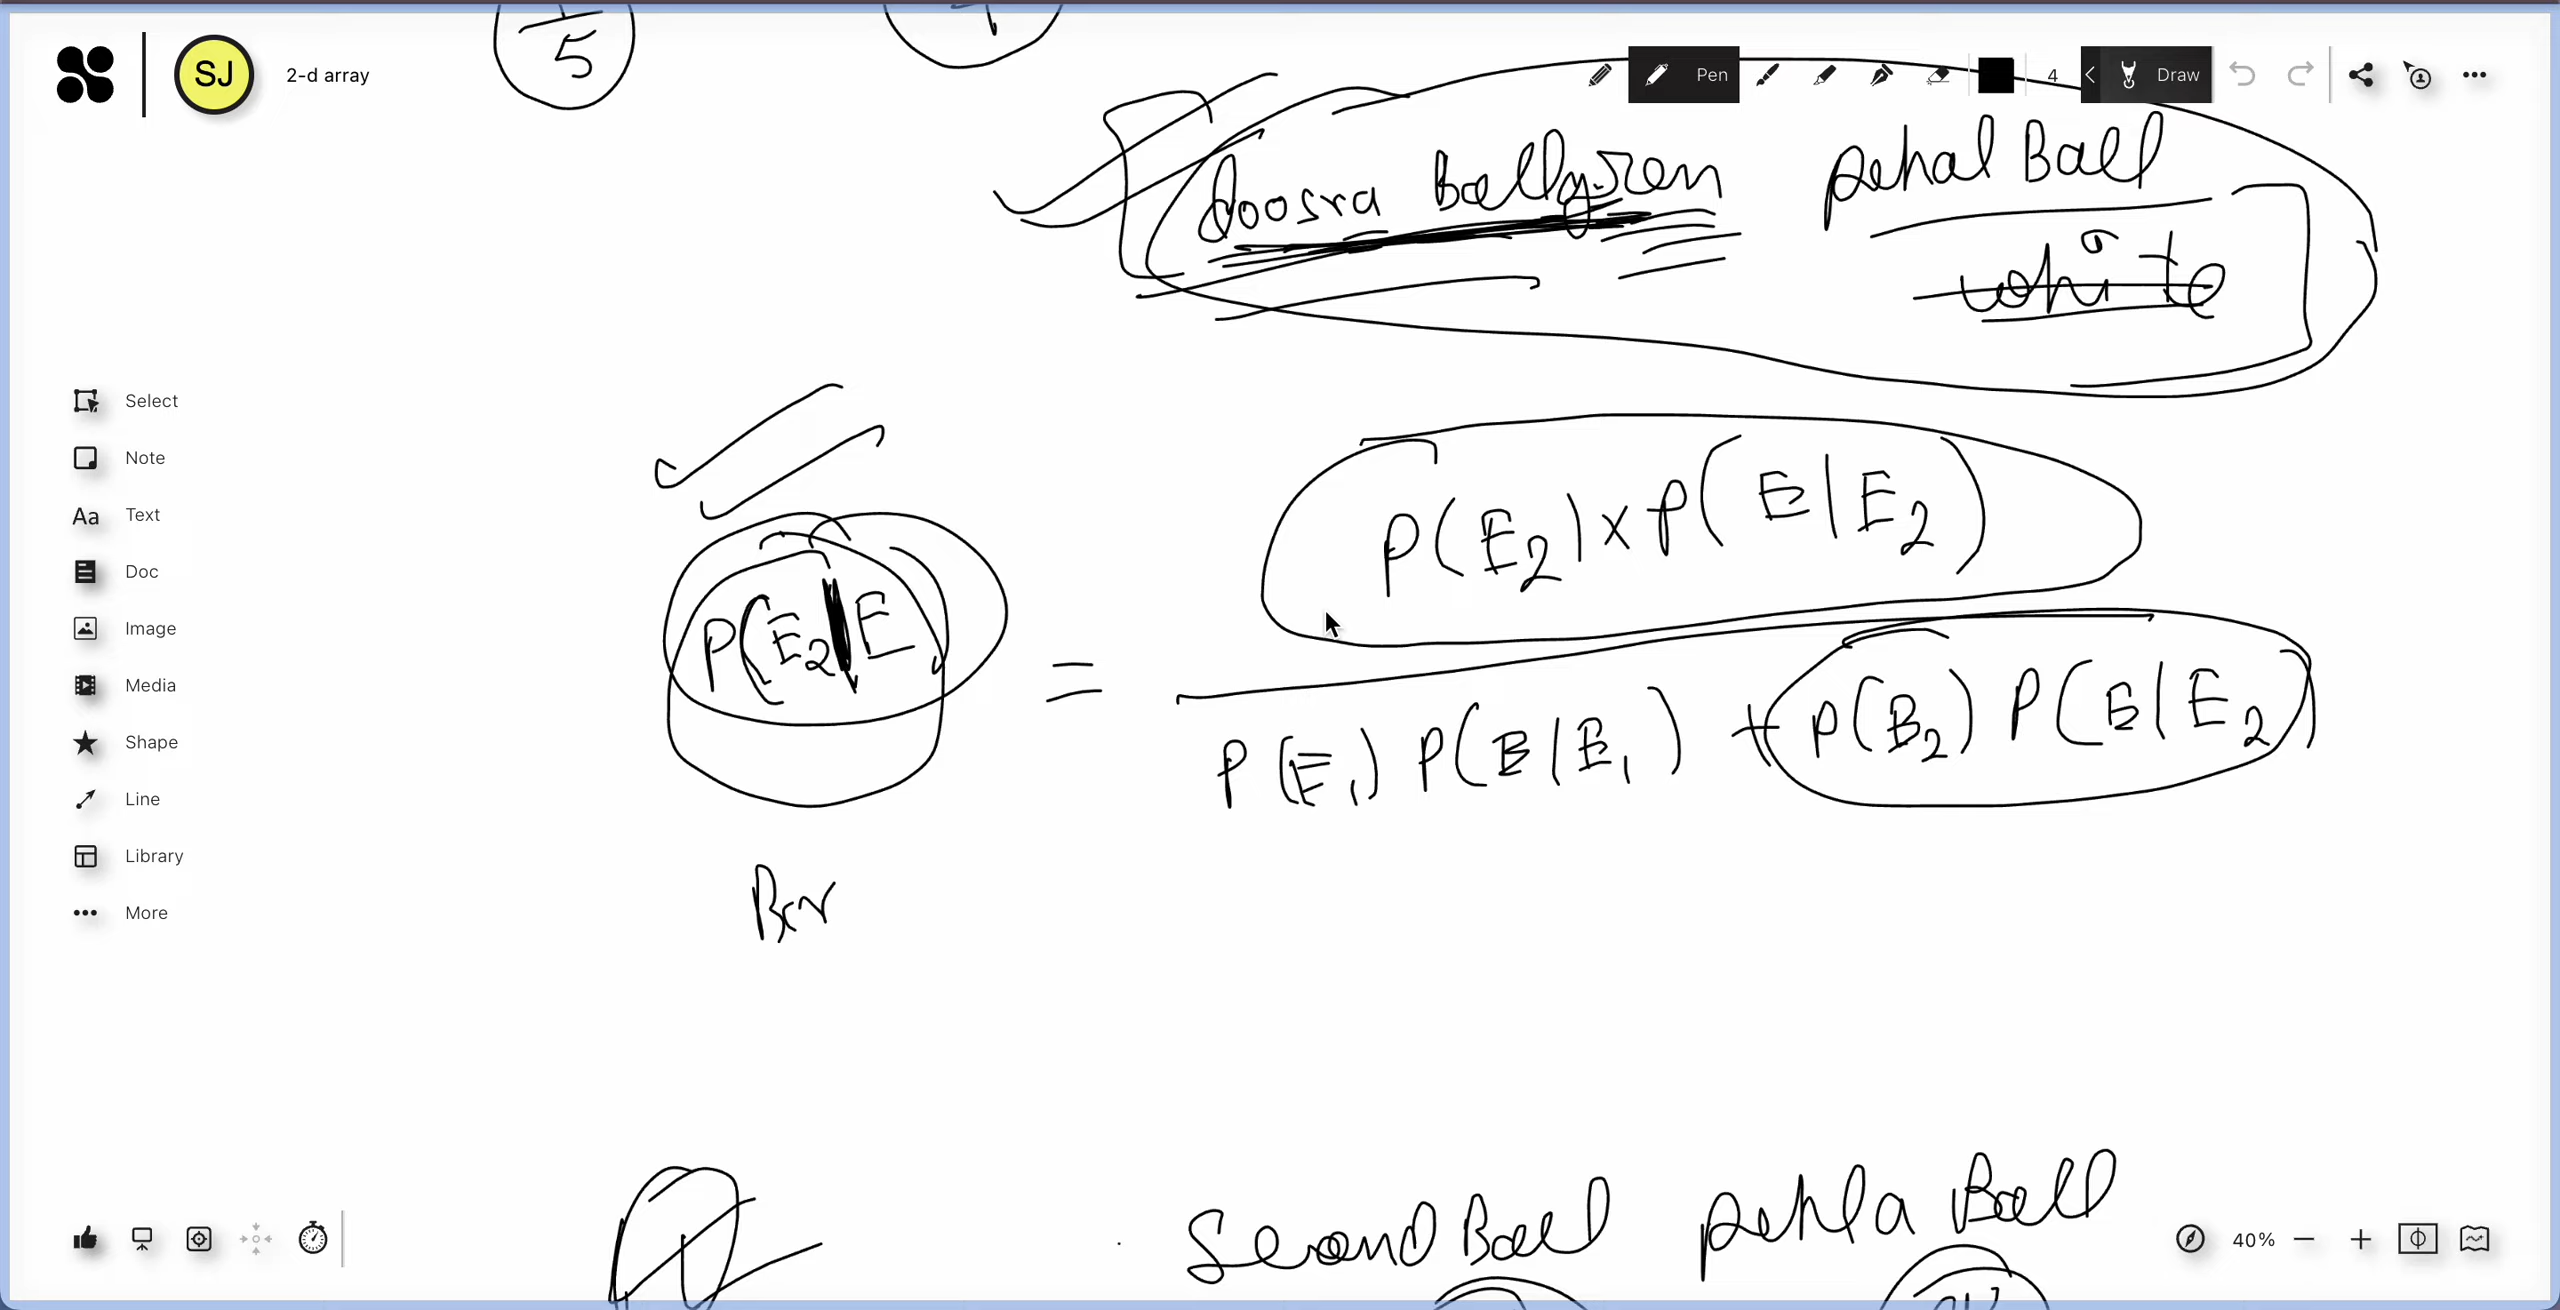 5
SJ 2-d array
Pen 4 Draw
doosra Ball green pehal Ball
white
Select
Note
Text
Doc
Image
Media
Shape
Line
Library
More
P(E2|E = P(E2) x P(E|E2)
P(E1) P(E|E1) + P(E2) P(E|E2)
Second Ball pehla Ball
40%